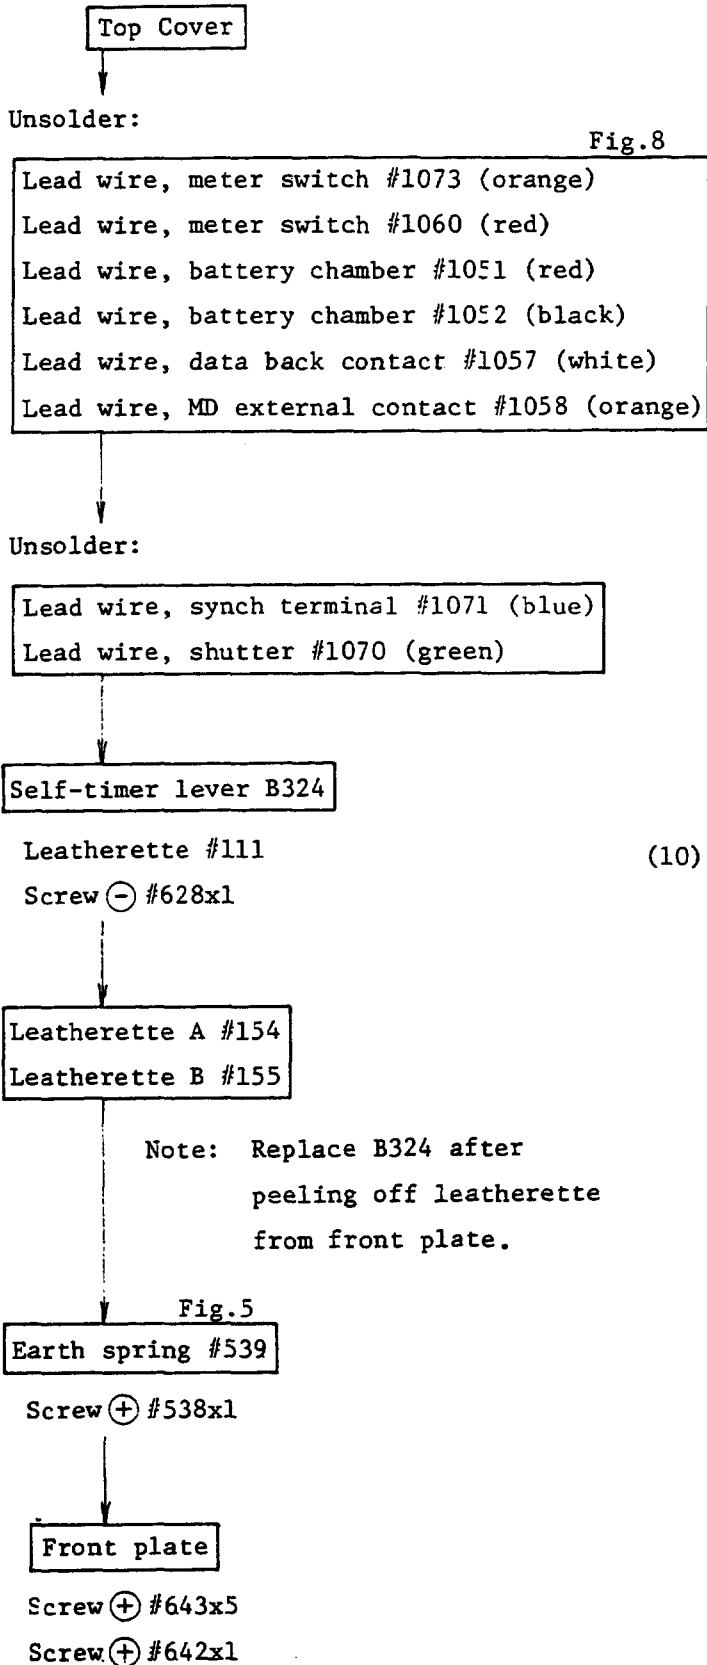 Top Cover
Unsolder:
Fig.8
Lead wire, meter switch #1073 (orange)
Lead wire, meter switch #1060 (red)
Lead wire, battery chamber #1051 (red)
Lead wire, battery chamber #1052 (black)
Lead wire, data back contact #1057 (white)
Lead wire, MD external contact #1058 (orange)
Unsolder:
Lead wire, synch terminal #1071 (blue)
Lead wire, shutter #1070 (green)
Self-timer lever B324
Leatherette #111
(10)
Screw ⊖ #628x1
Leatherette A #154
Leatherette B #155
Note: Replace B324 after
peeling off leatherette
from front plate.
Fig.5
Earth spring #539
Screw ⊕ #538x1
Front plate
Screw ⊕ #643x5
Screw ⊕ #642x1